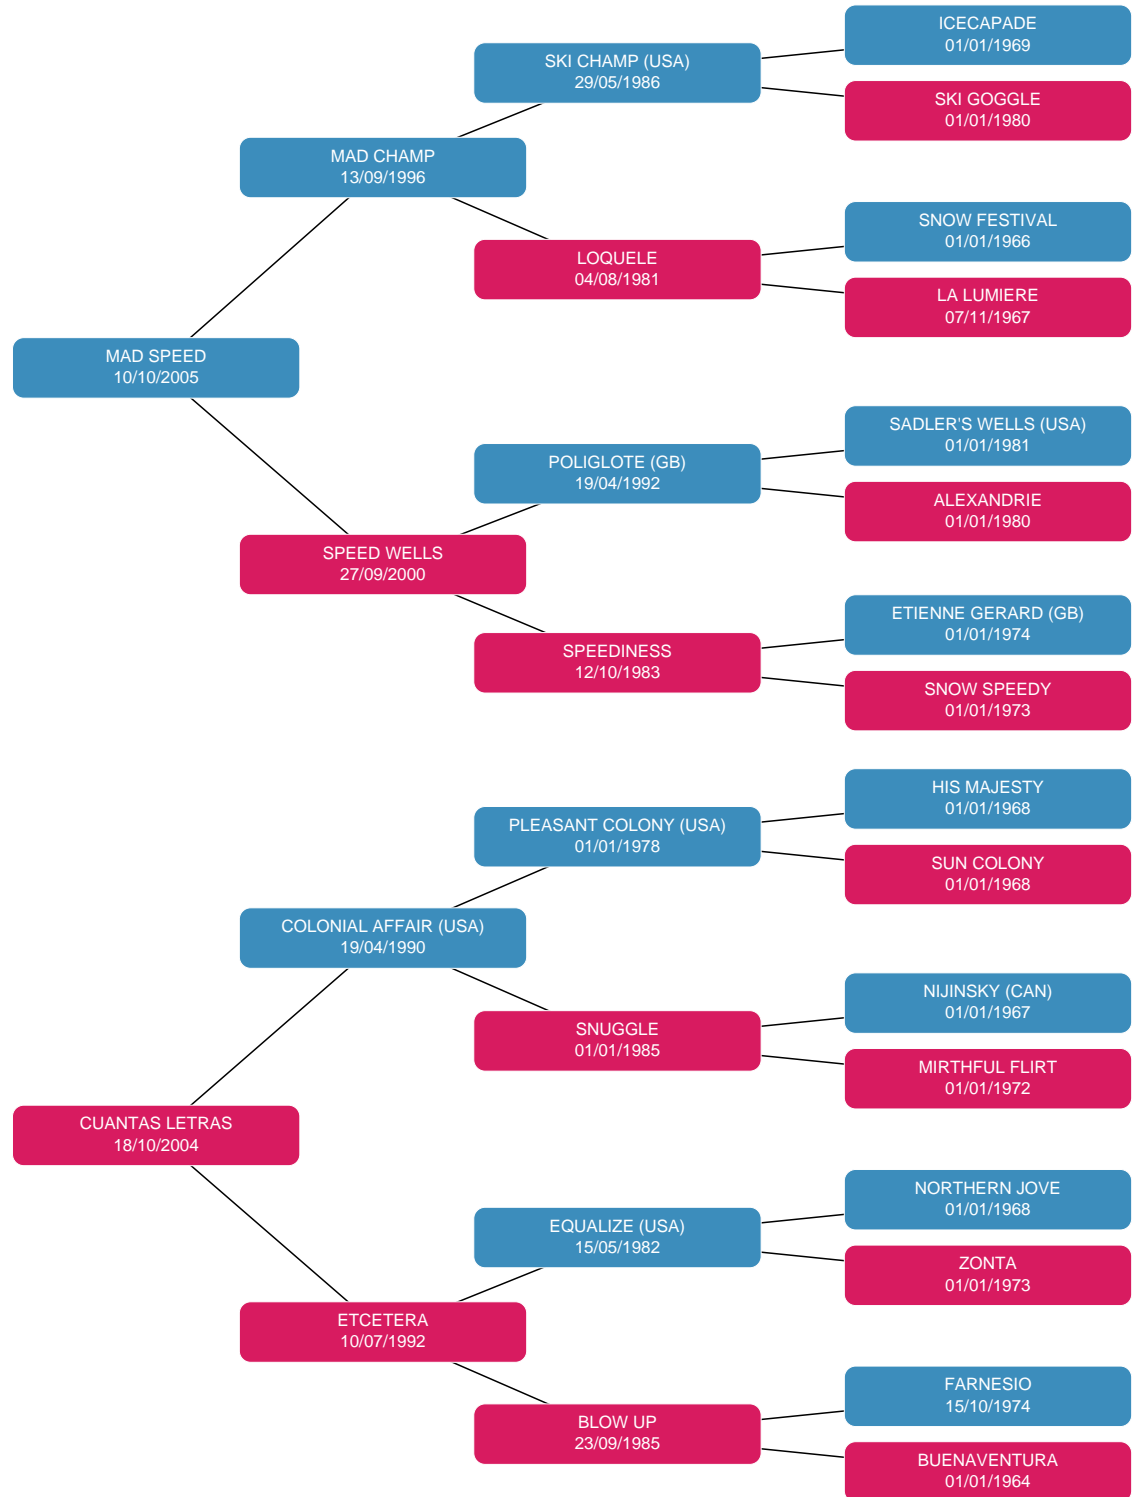 ICECAPADE
01/01/1969
SKI CHAMP (USA)
29/05/1986
SKI GOGGLE
01/01/1980
MAD CHAMP
13/09/1996
SNOW FESTIVAL
01/01/1966
LOQUELE
04/08/1981
LA LUMIERE
07/11/1967
MAD SPEED
10/10/2005
SADLER'S WELLS (USA)
01/01/1981
POLIGLOTE (GB)
19/04/1992
ALEXANDRIE
01/01/1980
SPEED WELLS
27/09/2000
ETIENNE GERARD (GB)
01/01/1974
SPEEDINESS
12/10/1983
SNOW SPEEDY
01/01/1973
HIS MAJESTY
01/01/1968
PLEASANT COLONY (USA)
01/01/1978
SUN COLONY
01/01/1968
COLONIAL AFFAIR (USA)
19/04/1990
NIJINSKY (CAN)
01/01/1967
SNUGGLE
01/01/1985
MIRTHFUL FLIRT
01/01/1972
CUANTAS LETRAS
18/10/2004
NORTHERN JOVE
01/01/1968
EQUALIZE (USA)
15/05/1982
ZONTA
01/01/1973
ETCETERA
10/07/1992
FARNESIO
15/10/1974
BLOW UP
23/09/1985
BUENAVENTURA
01/01/1964